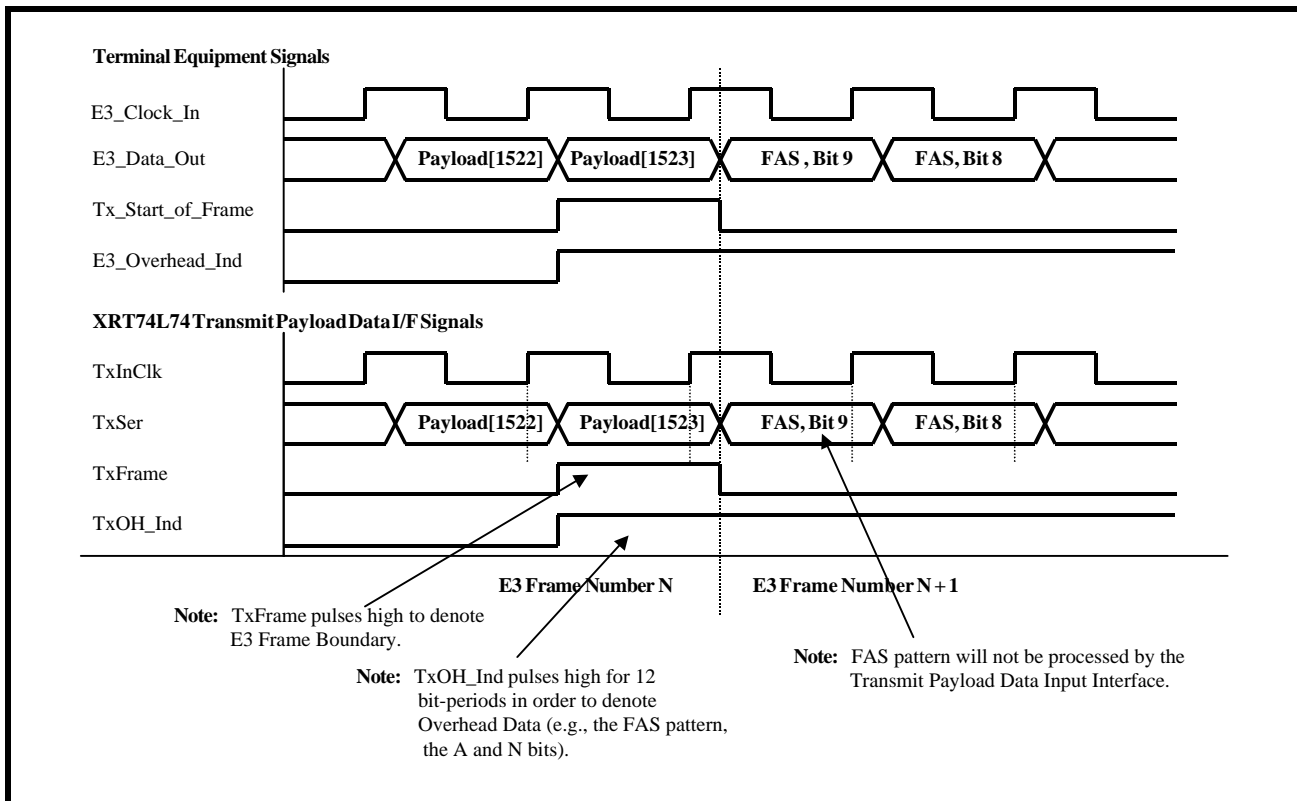 Terminal Equipment Signals
E3_Clock_In
E3_Data_Out
Payload[1522] Payload[1523] FAS , Bit 9 FAS, Bit 8
Tx_Start_of_Frame
E3_Overhead_Ind
XRT74L74 Transmit Payload Data I/F Signals
TxInClk
TxSer
Payload[1522] Payload[1523] FAS, Bit 9 FAS, Bit 8
TxFrame
TxOH_Ind
E3 Frame Number N E3 Frame Number N + 1
Note: TxFrame pulses high to denote
E3 Frame Boundary.
Note: TxOH_Ind pulses high for 12
bit-periods in order to denote
Overhead Data (e.g., the FAS pattern,
the A and N bits).
Note: FAS pattern will not be processed by the
Transmit Payload Data Input Interface.